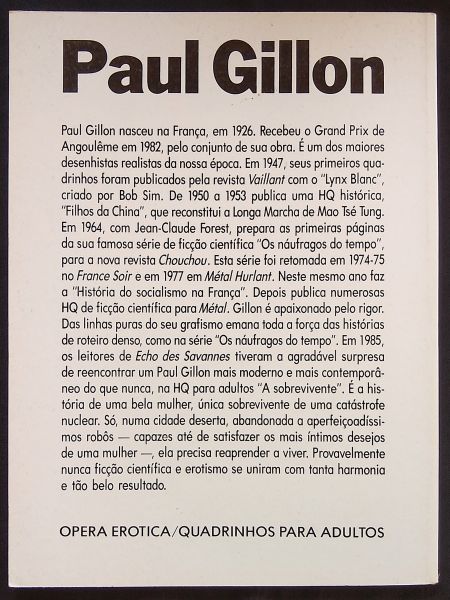 Paul Gillon
Paul Gillon nasceu na França, em 1926. Recebeu o Grand Prix de
Angoulême em 1982, pelo conjunto de sua obra. É um dos maiores
desenhistas realistas da nossa época. Em 1947, seus primeiros qua-
drinhos foram publicados pela revista Vaillant com o "Lynx Blanc",
criado por Bob Sim. De 1950 a 1953 publica uma HQ histórica,
"Filhos da China", que reconstitui a Longa Marcha de Mao Tsé Tung.
Em 1964, com Jean-Claude Forest, prepara as primeiras páginas
da sua famosa série de ficção científica "Os náufragos do tempo",
para a nova revista Chouchou. Esta série foi retomada em 1974-75
no France Soir e em 1977 em Métal Hurlant. Neste mesmo ano faz
a "História do socialismo na França". Depois publica numerosas
HQ de ficção científica para Métal. Gillon é apaixonado pelo rigor.
Das linhas puras do seu grafismo emana toda a força das histórias
de roteiro denso, como na série "Os náufragos do tempo". Em 1985,
os leitores de Echo des Savannes tiveram a agradável surpresa
de reencontrar um Paul Gillon mais moderno e mais contemporâ-
neo do que nunca, na HQ para adultos "A sobrevivente". É a his-
tória de uma bela mulher, única sobrevivente de uma catástrofe
nuclear. Só, numa cidade deserta, abandonada a aperfeiçoadíssi-
mos robôs — capazes até de satisfazer os mais íntimos desejos
de uma mulher —, ela precisa reaprender a viver. Provavelmente
nunca ficção científica e erotismo se uniram com tanta harmonia
e tão belo resultado.
OPERA EROTICA/QUADRINHOS PARA ADULTOS